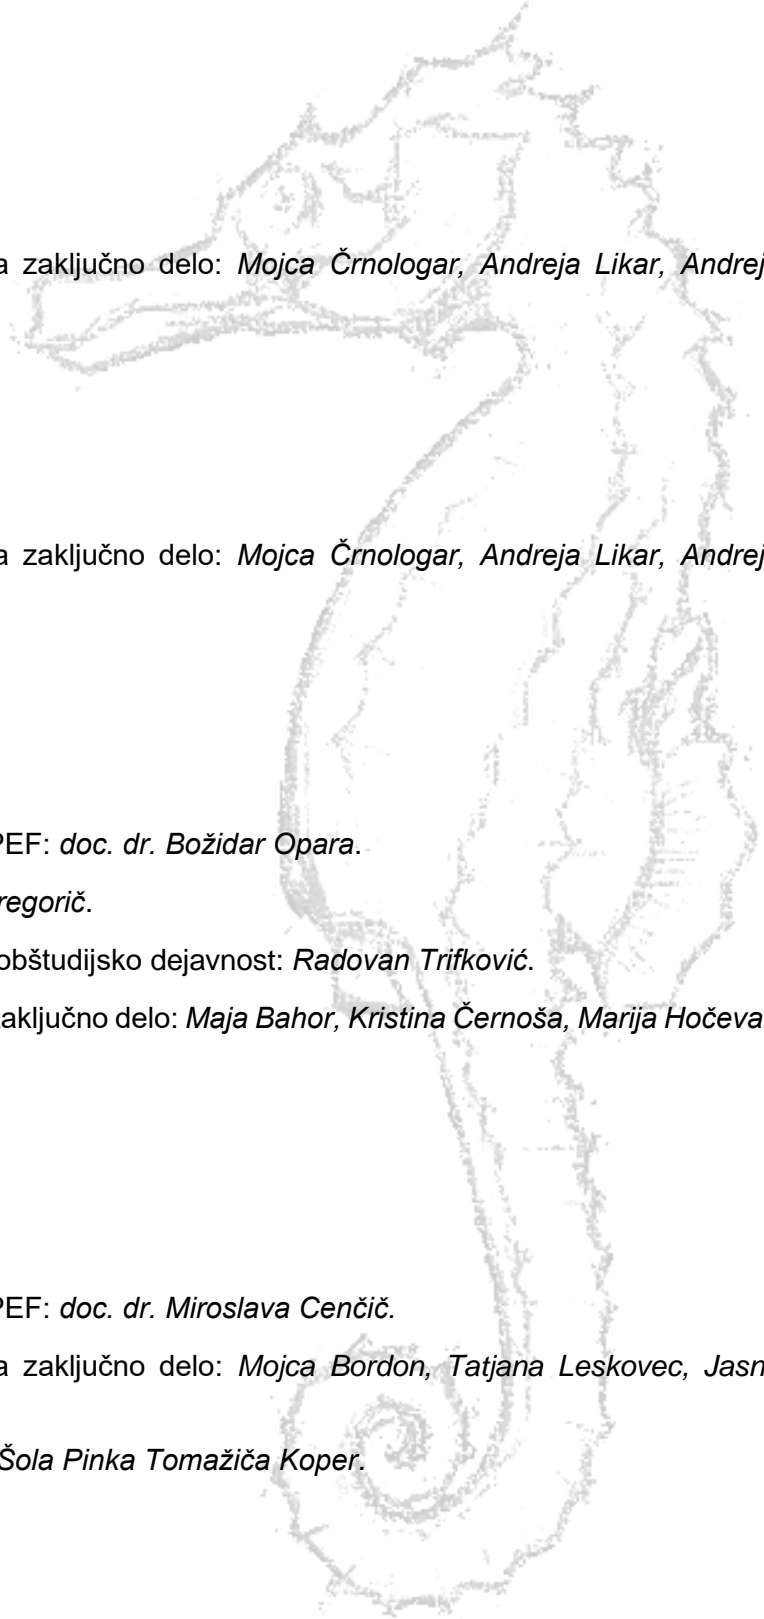 a zaključno delo: Mojca Črnologar, Andreja Likar, Andrej
a zaključno delo: Mojca Črnologar, Andreja Likar, Andrej
PEF: doc. dr. Božidar Opara.
regorič.
obštudijsko dejavnost: Radovan Trifković.
zaključno delo: Maja Bahor, Kristina Černoša, Marija Hočeva
PEF: doc. dr. Miroslava Cenčič.
a zaključno delo: Mojca Bordon, Tatjana Leskovec, Jasn
Šola Pinka Tomažiča Koper.